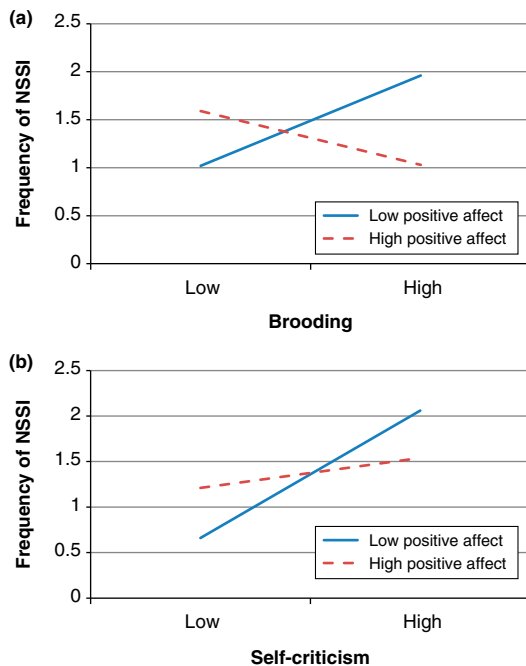 (a)
2.5
2
1.5
1
0.5
0
Frequency of NSSI
Low positive affect
High positive affect
Low High
Brooding
(b)
2.5
2
1.5
1
0.5
0
Frequency of NSSI
Low positive affect
High positive affect
Low High
Self-criticism